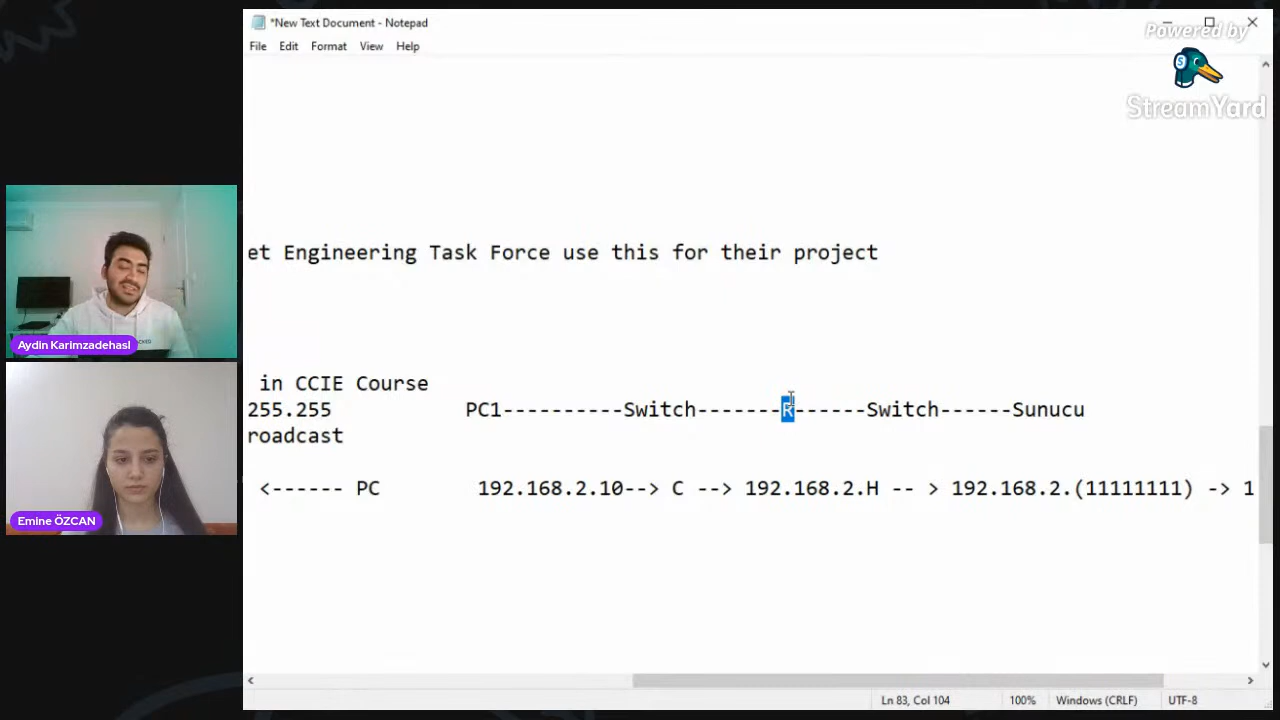 *New Text Document - Notepad
Powered by
StreamYard
File Edit Format View Help
et Engineering Task Force use this for their project
in CCIE Course
255.255 PC1----------Switch-------R------Switch------Sunucu
roadcast
<------ PC 192.168.2.10--> C --> 192.168.2.H -- > 192.168.2.(11111111) -> 1
Aydin Karimzadehasl
Emine ÖZCAN
Ln 83, Col 104 100% Windows (CRLF) UTF-8